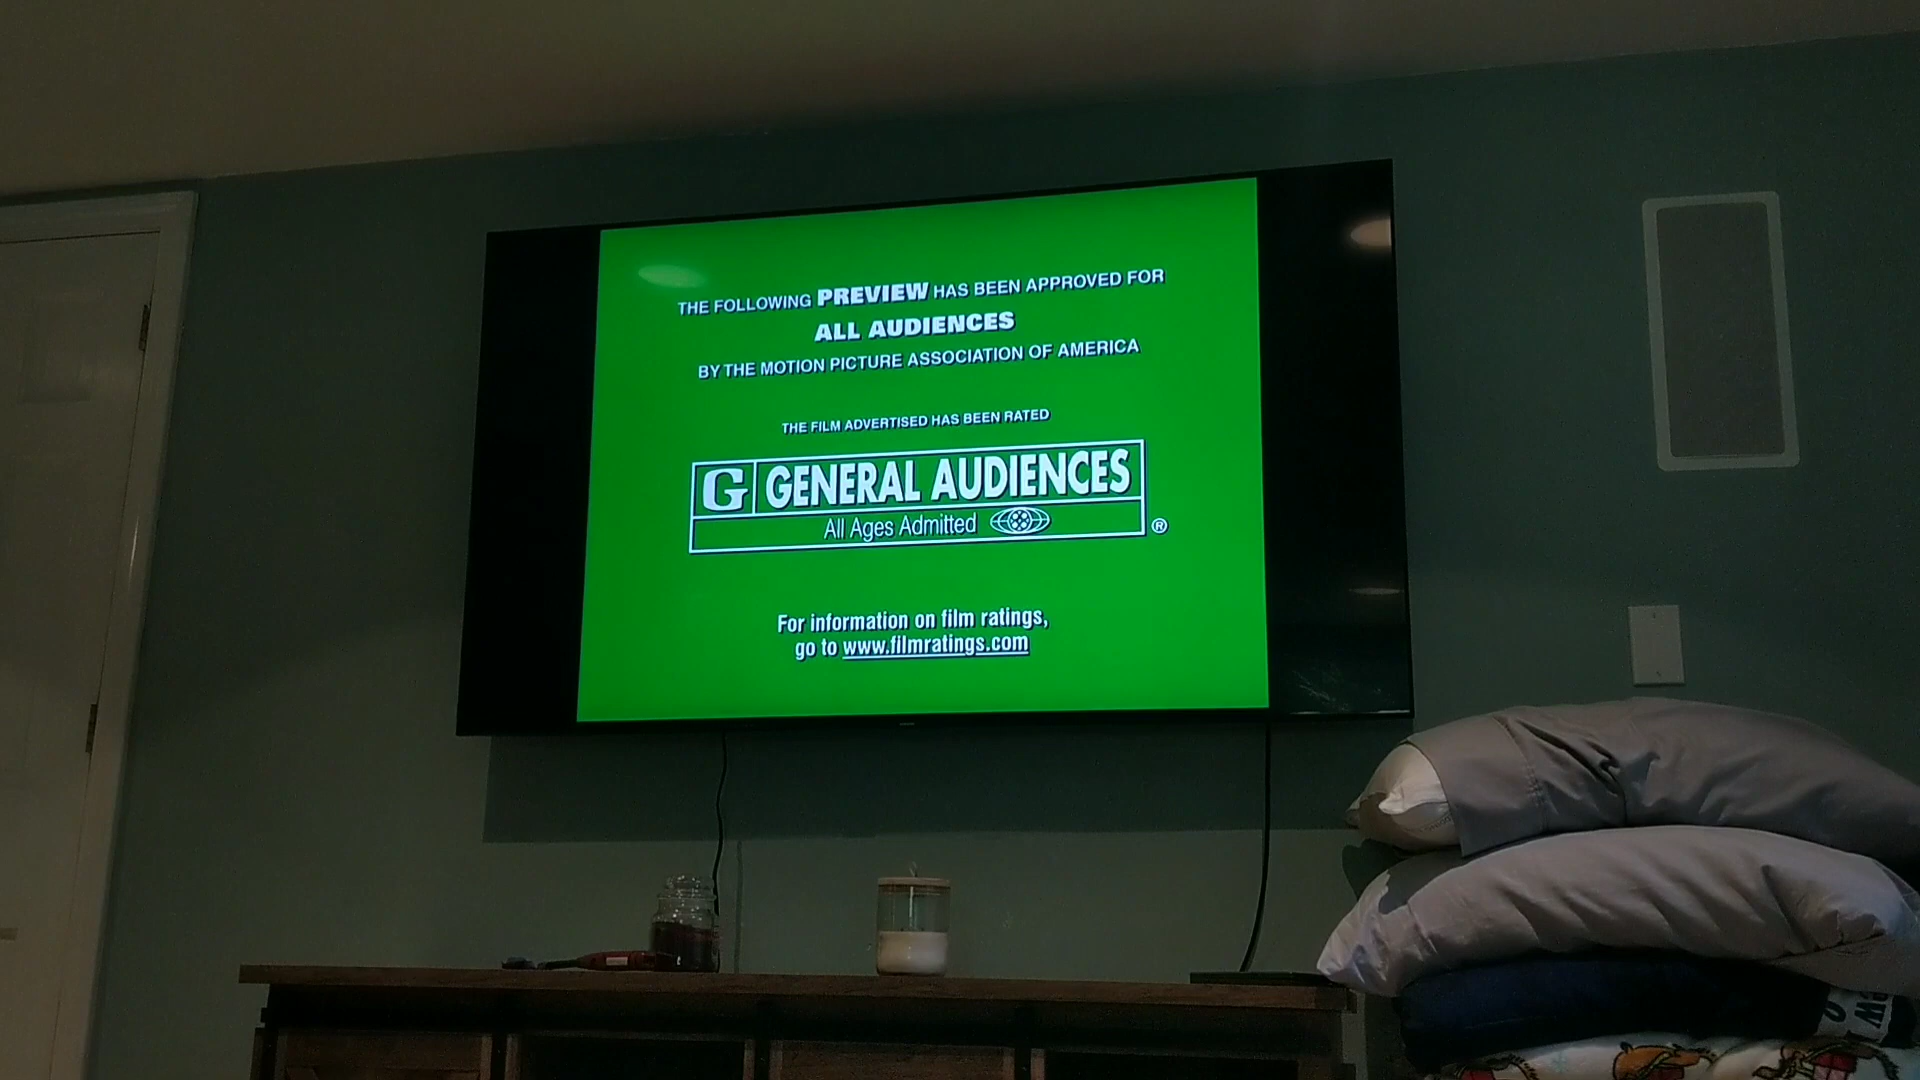 THE FOLLOWING PREVIEW HAS BEEN APPROVED FOR
ALL AUDIENCES
BY THE MOTION PICTURE ASSOCIATION OF AMERICA
THE FILM ADVERTISED HAS BEEN RATED
G GENERAL AUDIENCES
All Ages Admitted ®
For information on film ratings,
go to www.filmratings.com